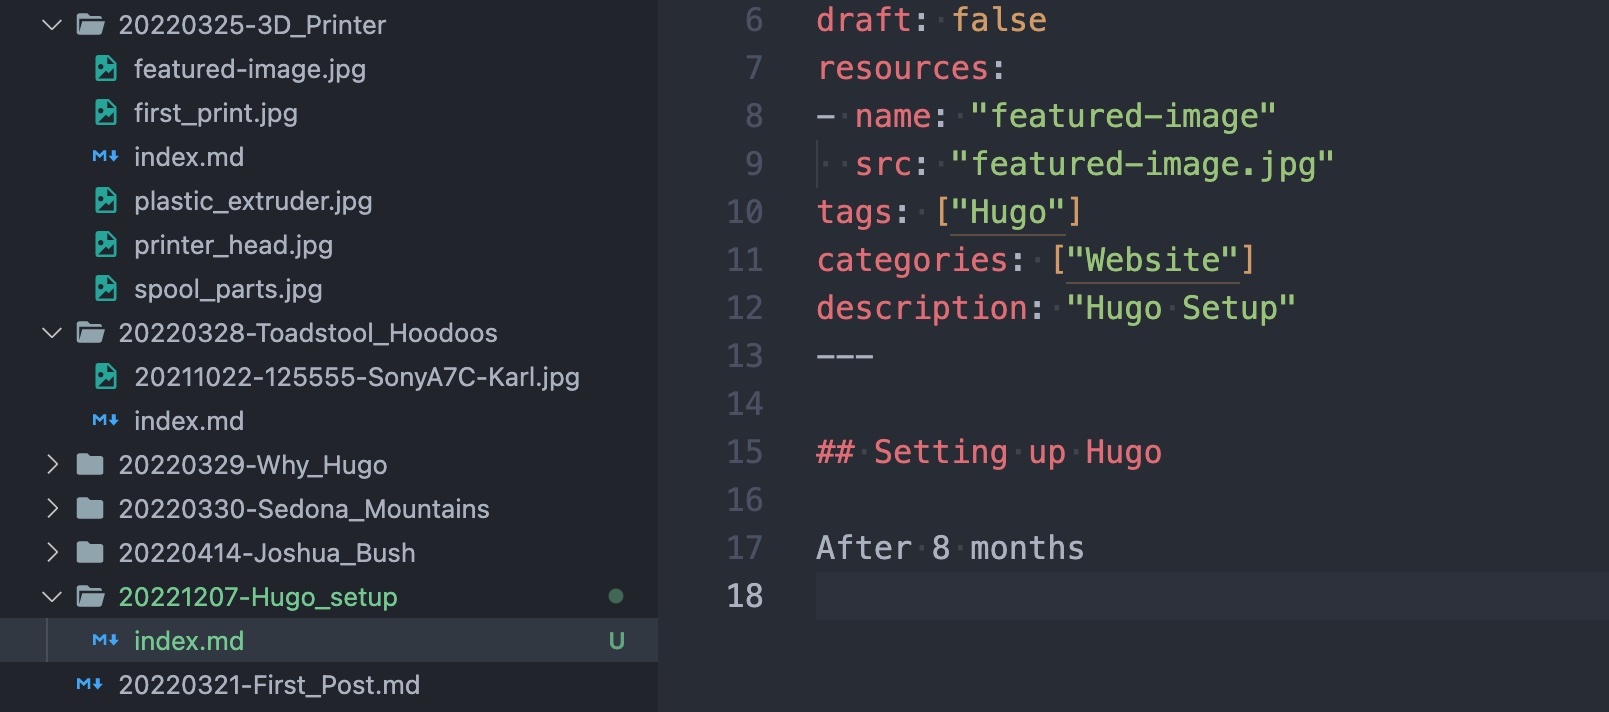 20220325-3D_Printer
featured-image.jpg
first_print.jpg
index.md
plastic_extruder.jpg
printer_head.jpg
spool_parts.jpg
20220328-Toadstool_Hoodoos
20211022-125555-SonyA7C-Karl.jpg
index.md
20220329-Why_Hugo
20220330-Sedona_Mountains
20220414-Joshua_Bush
20221207-Hugo_setup
index.md U
20220321-First_Post.md
6 draft: false
7 resources:
8 - name: "featured-image"
9   src: "featured-image.jpg"
10 tags: ["Hugo"]
11 categories: ["Website"]
12 description: "Hugo Setup"
13 ---
14
15 ## Setting up Hugo
16
17 After 8 months
18